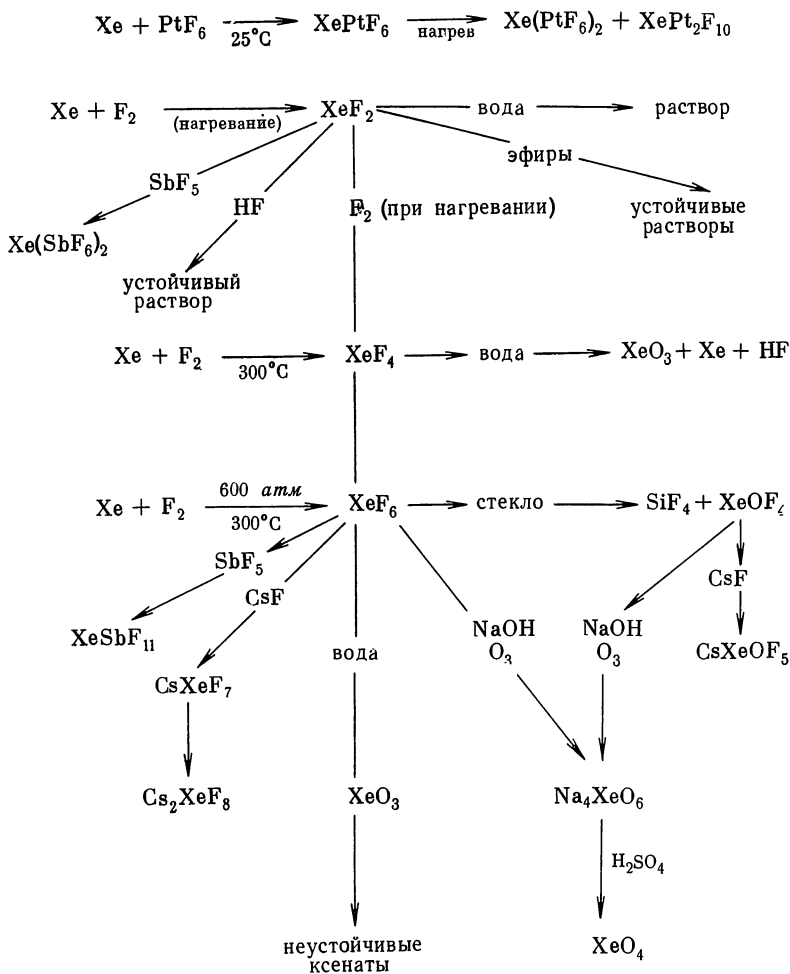 Xe + PtF₆ 25°C XePtF₆ нагрев Xe(PtF₆)₂ + XePt₂F₁₀
Xe + F₂ (нагревание) XeF₂ вода раствор
эфиры
SbF₅
HF F₂ (при нагревании) устойчивые
растворы
Xe(SbF₆)₂
устойчивый
раствор
Xe + F₂ 300°C XeF₄ вода XeO₃ + Xe + HF
Xe + F₂ 600 атм 300°C XeF₆ стекло SiF₄ + XeOF₄
SbF₅ CsF
CsF
XeSbF₁₁ вода NaOH NaOH CsXeOF₅
O₃ O₃
CsXeF₇
Cs₂XeF₈ XeO₃ Na₄XeO₆
H₂SO₄
неустойчивые
ксенаты
XeO₄